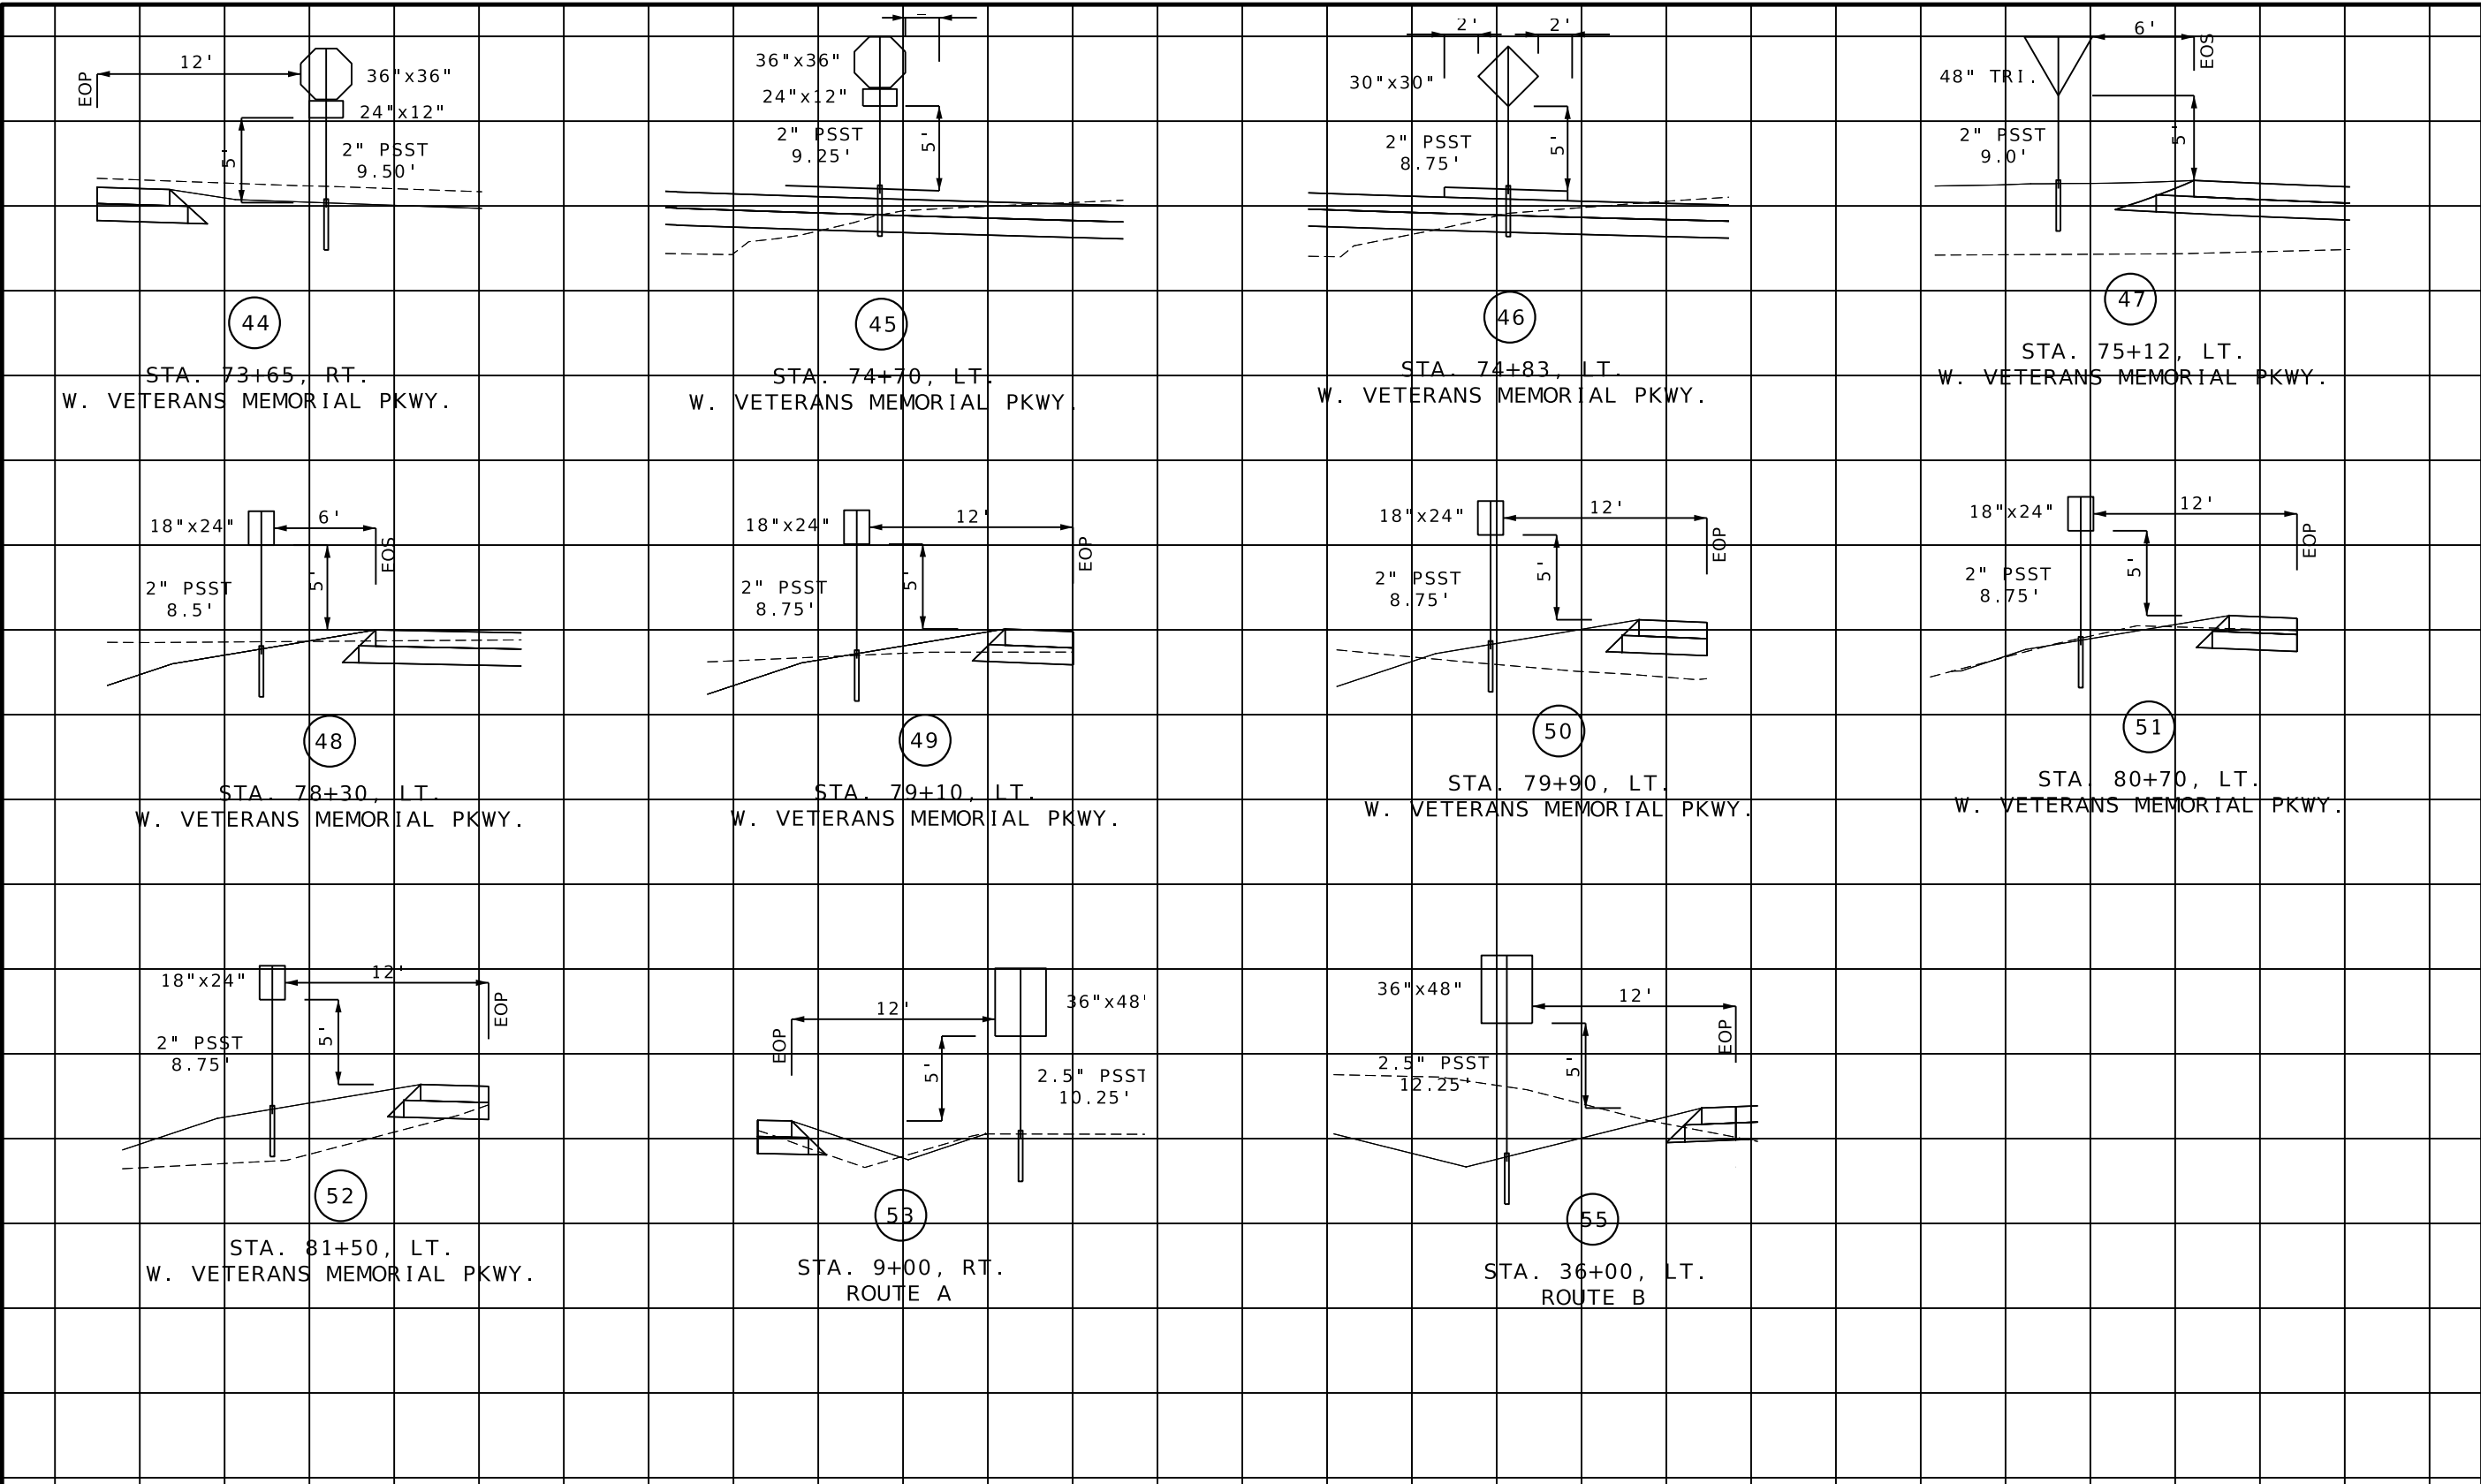 12'
EOP
36"x36"
24"x12"
5'
2" PSST
9.50'
44
STA. 73+65, RT.
W. VETERANS MEMORIAL PKWY.
36"x36"
24"x12"
2" PSST
9.25'
5'
45
STA. 74+70, LT.
W. VETERANS MEMORIAL PKWY.
2' 2'
30"x30"
2" PSST
8.75'
5'
46
STA. 74+83, LT.
W. VETERANS MEMORIAL PKWY.
6'
EOS
48" TRI.
2" PSST
9.0'
5'
47
STA. 75+12, LT.
W. VETERANS MEMORIAL PKWY.
18"x24"
6'
EOS
5'
2" PSST
8.5'
48
STA. 78+30, LT.
W. VETERANS MEMORIAL PKWY.
18"x24"
12'
EOP
5'
2" PSST
8.75'
49
STA. 79+10, LT.
W. VETERANS MEMORIAL PKWY.
18"x24"
12'
EOP
5'
2" PSST
8.75'
50
STA. 79+90, LT.
W. VETERANS MEMORIAL PKWY.
18"x24"
12'
EOP
5'
2" PSST
8.75'
51
STA. 80+70, LT.
W. VETERANS MEMORIAL PKWY.
18"x24"
12'
EOP
5'
2" PSST
8.75'
52
STA. 81+50, LT.
W. VETERANS MEMORIAL PKWY.
12'
36"x48'
EOP
5'
2.5" PSST
10.25'
53
STA. 9+00, RT.
ROUTE A
36"x48"
12'
EOP
5'
2.5" PSST
12.25'
55
STA. 36+00, LT.
ROUTE B